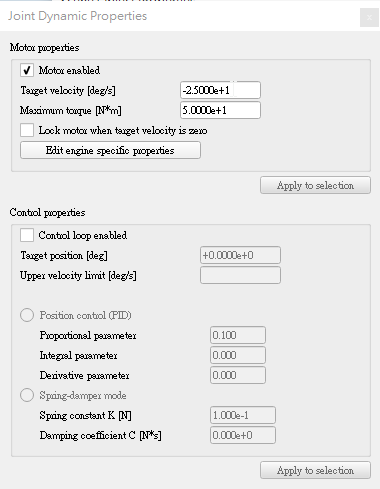 Joint Dynamic Properties
x
Motor properties
Motor enabled
Target velocity [deg/s] -2.5000e+1
Maximum torque [N*m] 5.0000e+1
Lock motor when target velocity is zero
Edit engine specific properties
Apply to selection
Control properties
Control loop enabled
Target position [deg] +0.0000e+0
Upper velocity limit [deg/s]
Position control (PID)
Proportional parameter 0.100
Integral parameter 0.000
Derivative parameter 0.000
Spring-damper mode
Spring constant K [N] 1.000e-1
Damping coefficient C [N*s] 0.000e+0
Apply to selection